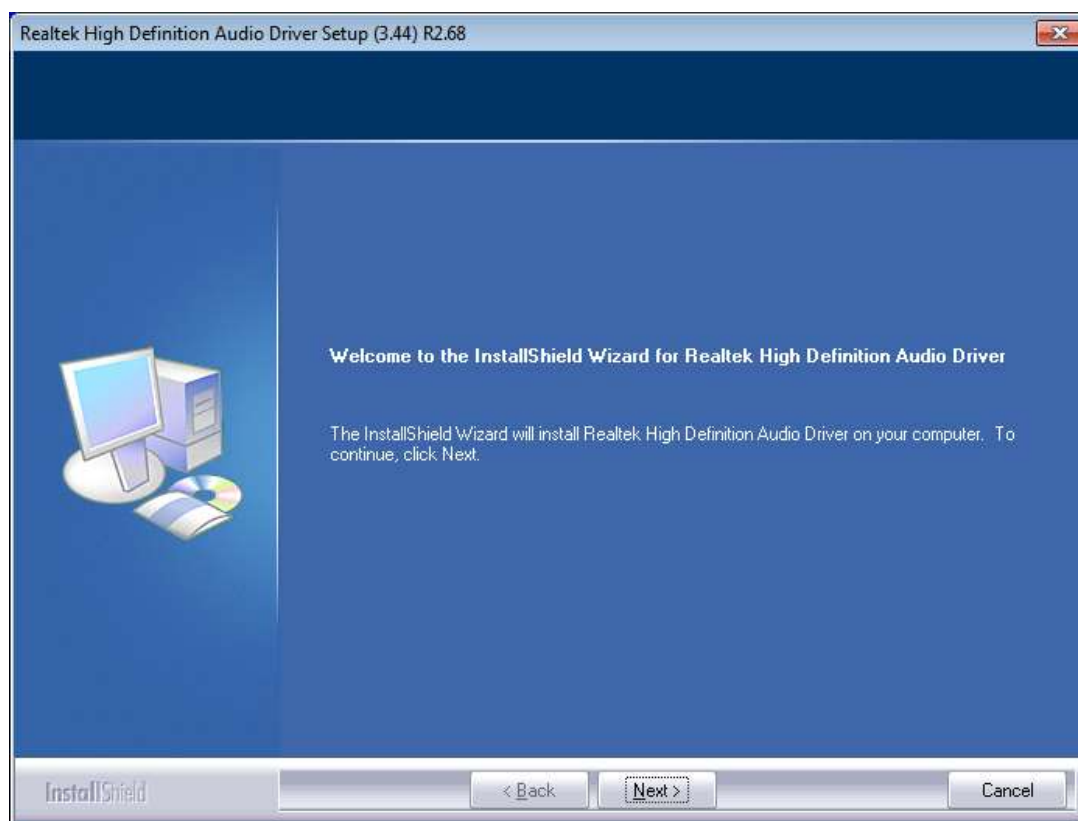 Realtek High Definition Audio Driver Setup (3.44) R2.68
Welcome to the InstallShield Wizard for Realtek High Definition Audio Driver
The InstallShield Wizard will install Realtek High Definition Audio Driver on your computer. To
continue, click Next.
InstallShield
< Back
Next >
Cancel